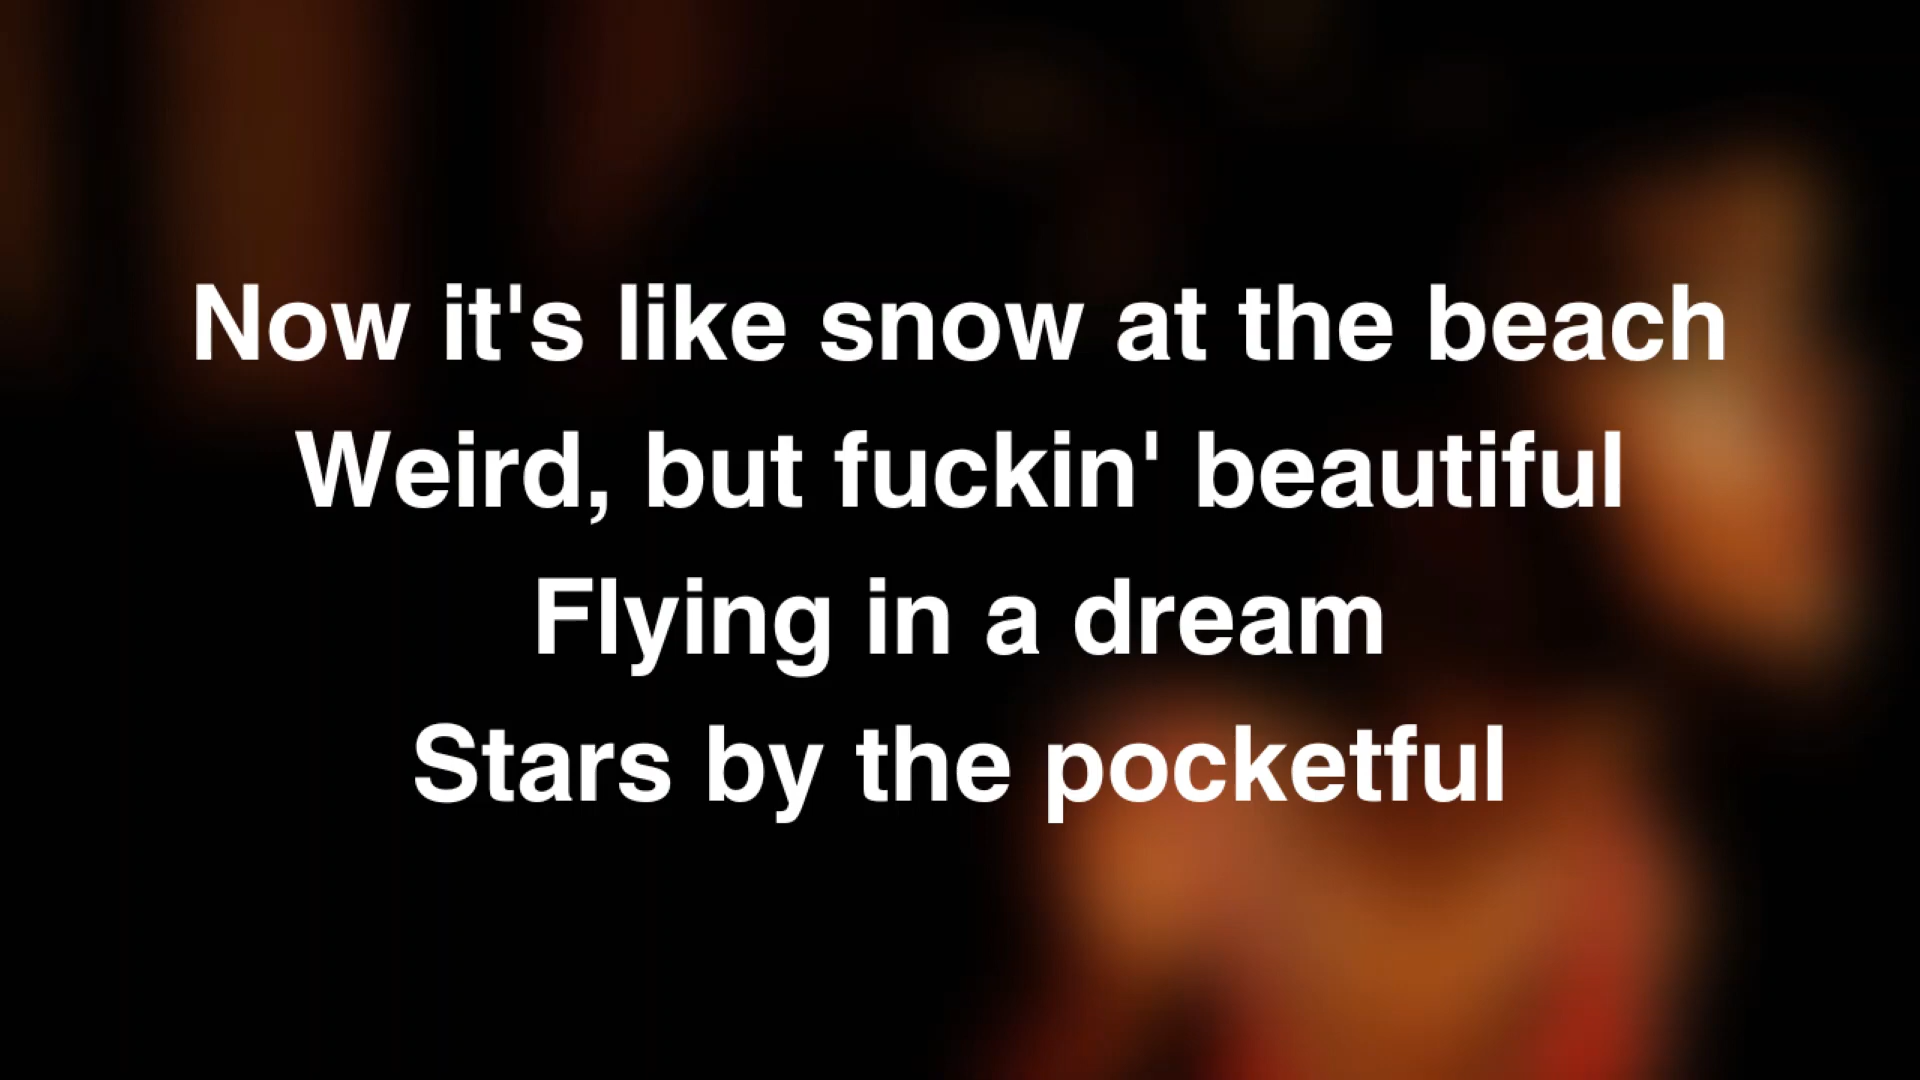 Now it's like snow at the beach
Weird, but fuckin' beautiful
Flying in a dream
Stars by the pocketful